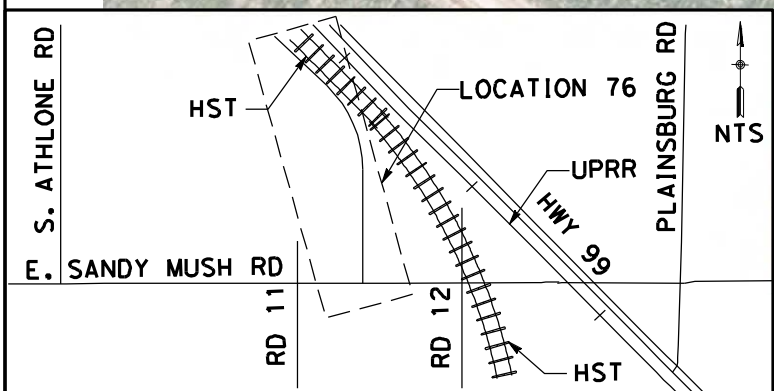 S. ATHLONE RD
HST
LOCATION 76
PLAINSBURG RD
NTS
UPRR
HWY 99
E. SANDY MUSH RD
RD 11
RD 12
HST